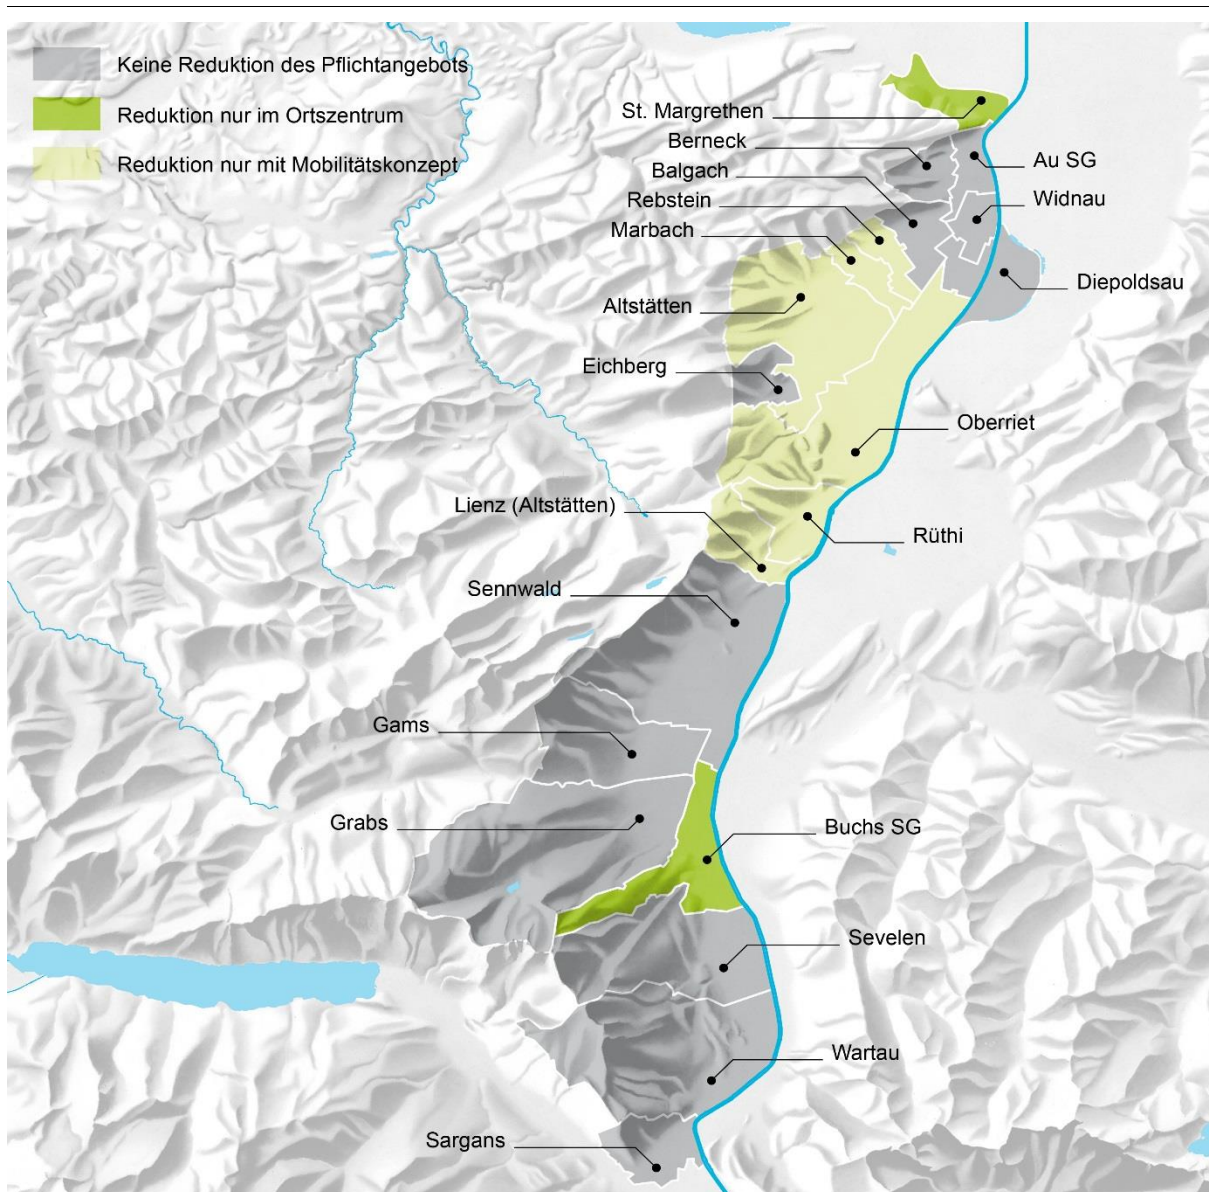 Keine Reduktion des Pflichtangebots
Reduktion nur im Ortszentrum
Reduktion nur mit Mobilitätskonzept
St. Margrethen
Berneck
Au SG
Balgach
Widnau
Rebstein
Marbach
Diepoldsau
Altstätten
Eichberg
Oberriet
Lienz (Altstätten)
Rüthi
Sennwald
Gams
Grabs
Buchs SG
Sevelen
Wartau
Sargans